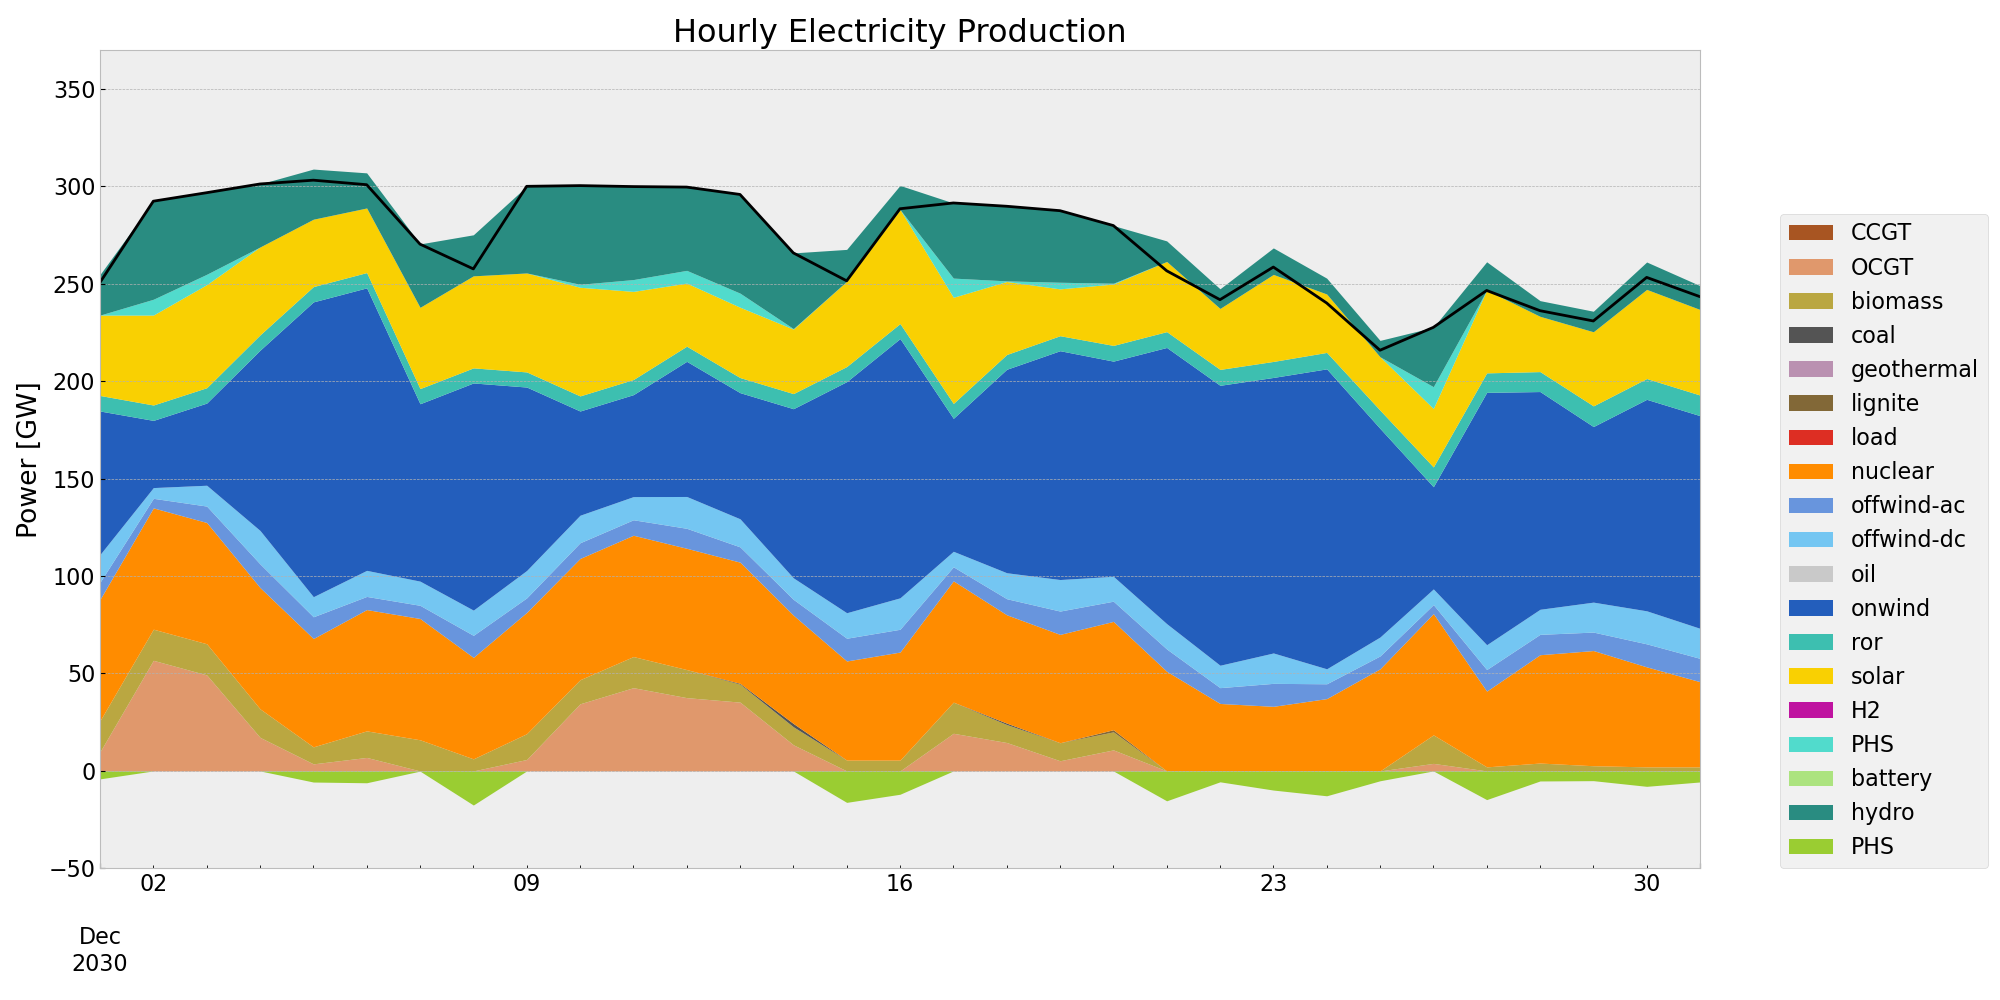 Hourly Electricity Production
Power [GW]
350
300
250
200
150
100
50
0
−50
02
09
16
23
30
Dec
2030
CCGT
OCGT
biomass
coal
geothermal
lignite
load
nuclear
offwind-ac
offwind-dc
oil
onwind
ror
solar
H2
PHS
battery
hydro
PHS